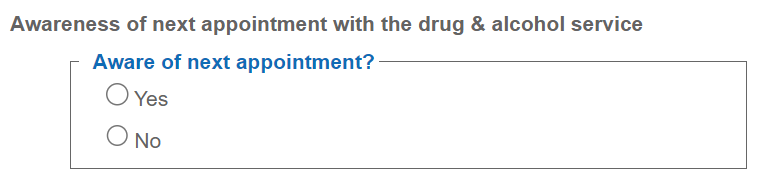 Awareness of next appointment with the drug & alcohol service
Aware of next appointment?
Yes
No